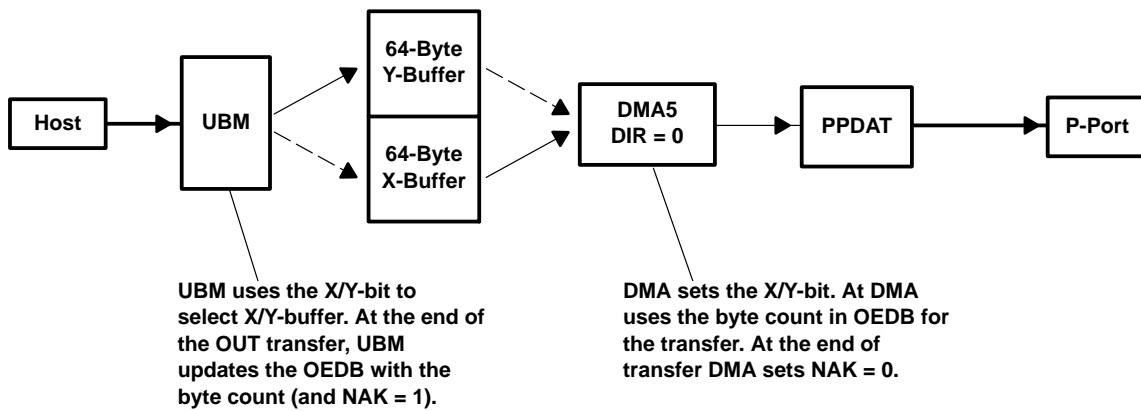 Host
UBM
64-Byte
Y-Buffer
64-Byte
X-Buffer
DMA5
DIR = 0
PPDAT
P-Port
UBM uses the X/Y-bit to
select X/Y-buffer. At the end of
the OUT transfer, UBM
updates the OEDB with the
byte count (and NAK = 1).
DMA sets the X/Y-bit. At DMA
uses the byte count in OEDB for
the transfer. At the end of
transfer DMA sets NAK = 0.